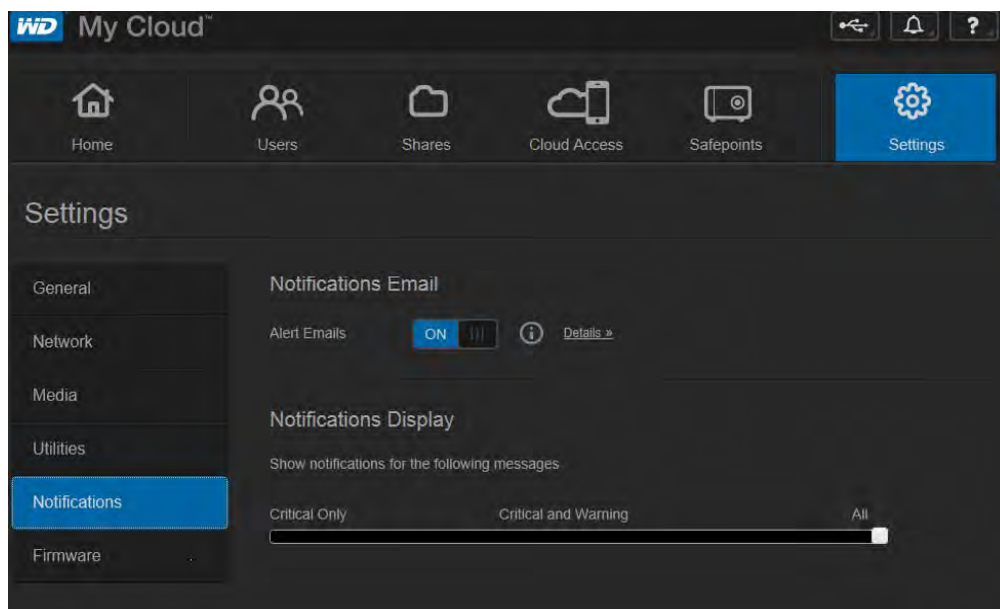 WD My Cloud™
?
Home
Users
Shares
Cloud Access
Safepoints
Settings
Settings
General
Network
Media
Utilities
Notifications
Firmware
Notifications Email
Alert Emails ON Details »
Notifications Display
Show notifications for the following messages
Critical Only Critical and Warning All